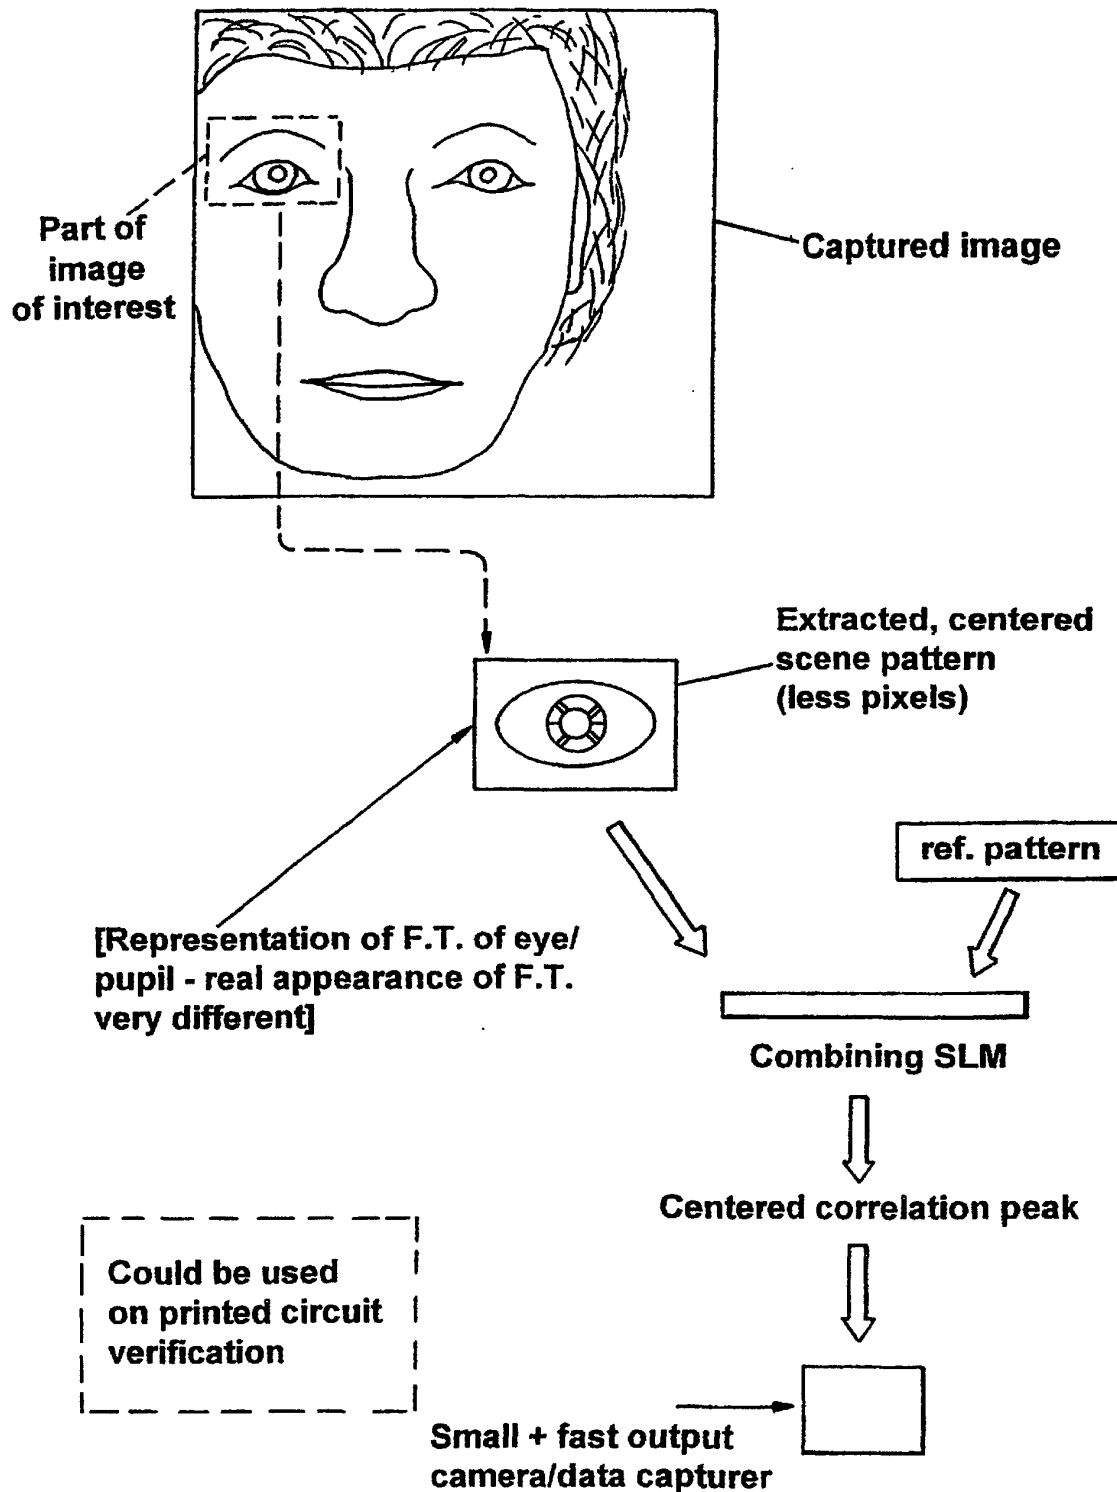 Part of
image
of interest
Captured image
Extracted, centered
scene pattern
(less pixels)
ref. pattern
[Representation of F.T. of eye/
pupil - real appearance of F.T.
very different]
Combining SLM
Centered correlation peak
Could be used
on printed circuit
verification
Small + fast output
camera/data capturer